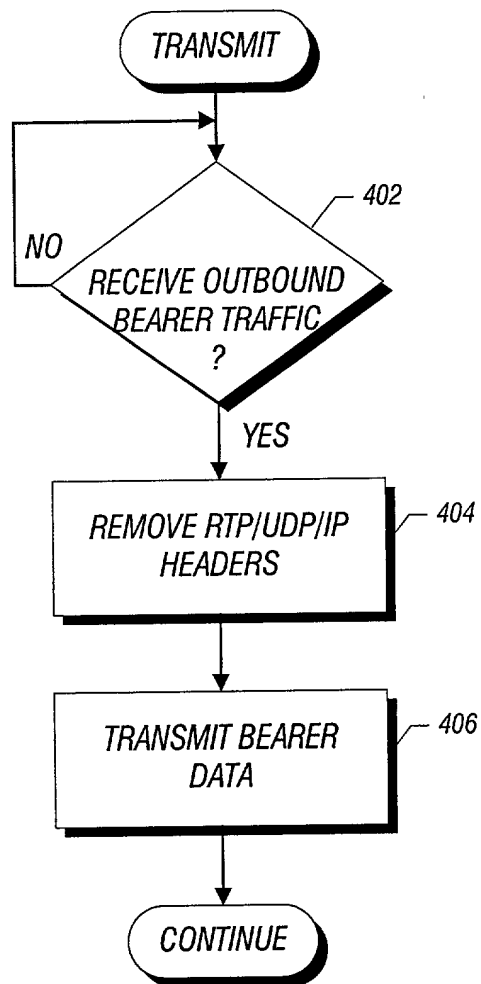 TRANSMIT
402
NO
RECEIVE OUTBOUND
BEARER TRAFFIC
?
YES
REMOVE RTP/UDP/IP
HEADERS
404
TRANSMIT BEARER
DATA
406
CONTINUE